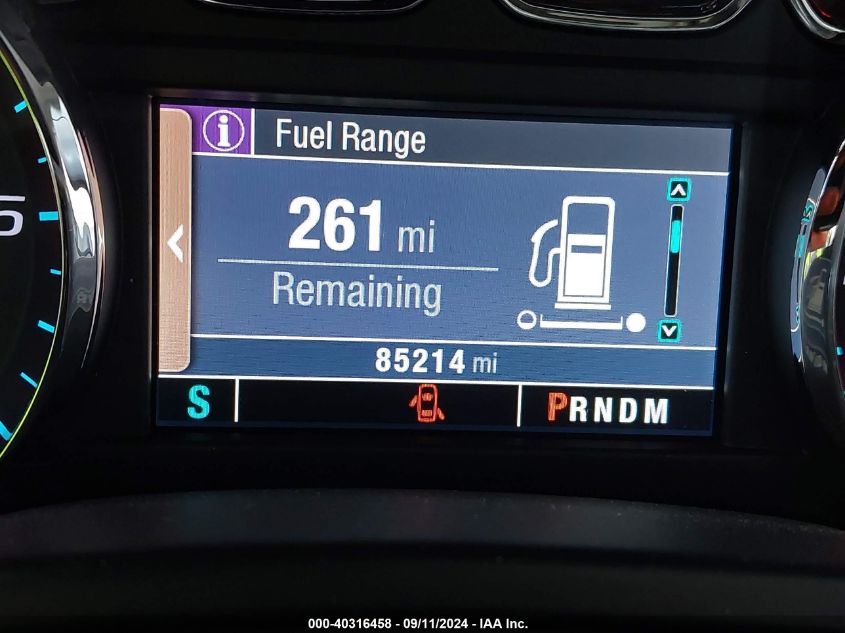 i Fuel Range
261 mi
Remaining
85214 mi
S PRNDM
000-40316458 - 09/11/2024 - IAA Inc.